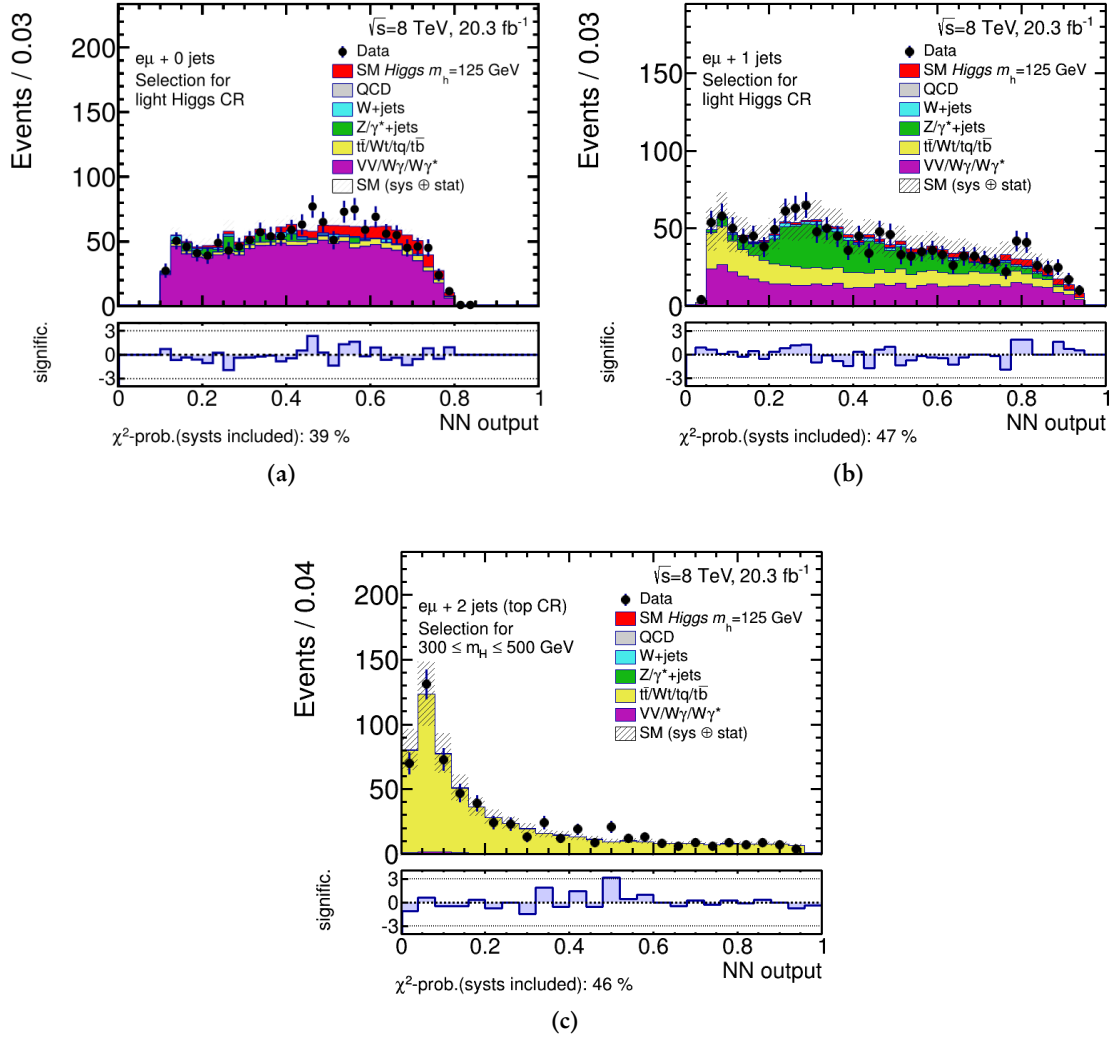 Events / 0.03
√s=8 TeV, 20.3 fb⁻¹
200
150
100
50
0
eμ + 0 jets
Selection for
light Higgs CR
Data
SM Higgs m_h=125 GeV
QCD
W+jets
Z/γ*+jets
tt̄/Wt/tq/tb̄
VV/Wγ/Wγ*
SM (sys ⊕ stat)
signific.
3
0
-3
0 0.2 0.4 0.6 0.8 1
NN output
χ²-prob.(systs included): 39 %
(a)
Events / 0.03
√s=8 TeV, 20.3 fb⁻¹
150
100
50
0
eμ + 1 jets
Selection for
light Higgs CR
Data
SM Higgs m_h=125 GeV
QCD
W+jets
Z/γ*+jets
tt̄/Wt/tq/tb̄
VV/Wγ/Wγ*
SM (sys ⊕ stat)
signific.
3
0
-3
0 0.2 0.4 0.6 0.8 1
NN output
χ²-prob.(systs included): 47 %
(b)
Events / 0.04
√s=8 TeV, 20.3 fb⁻¹
200
150
100
50
0
eμ + 2 jets (top CR)
Selection for
300 ≤ m_H ≤ 500 GeV
Data
SM Higgs m_h=125 GeV
QCD
W+jets
Z/γ*+jets
tt̄/Wt/tq/tb̄
VV/Wγ/Wγ*
SM (sys ⊕ stat)
signific.
3
0
-3
0 0.2 0.4 0.6 0.8 1
NN output
χ²-prob.(systs included): 46 %
(c)